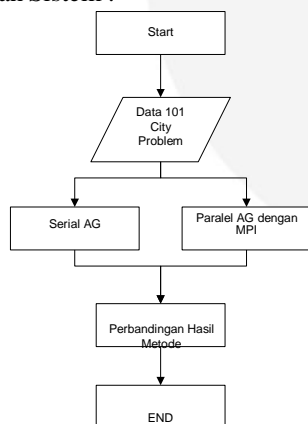 Start
Data 101
City
Problem
Serial AG
Paralel AG dengan
MPI
Perbandingan Hasil
Metode
END